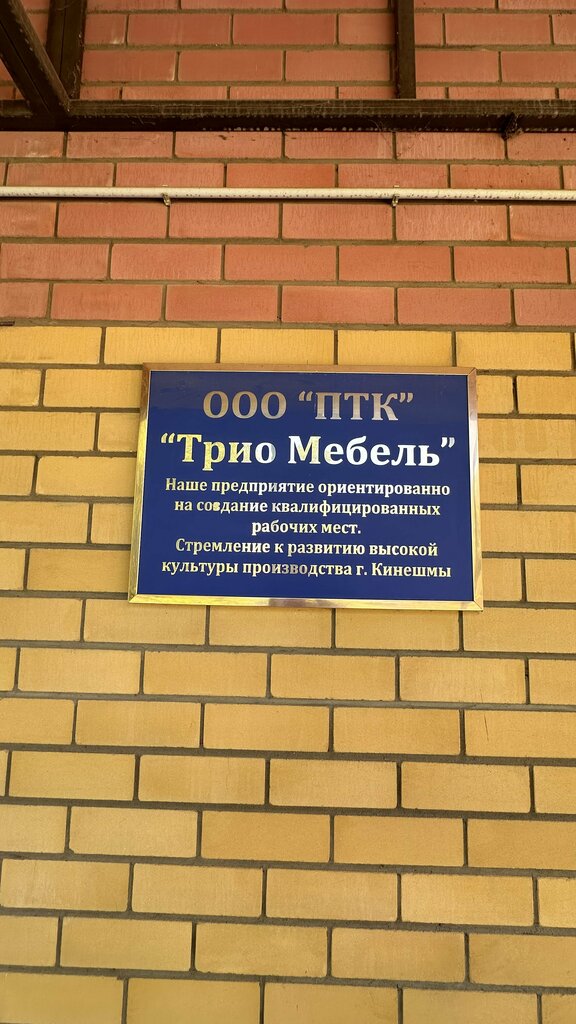 ООО “ПТК”
“Трио Мебель”
Наше предприятие ориентированно
на создание квалифицированных
рабочих мест.
Стремление к развитию высокой
культуры производства г. Кинешмы